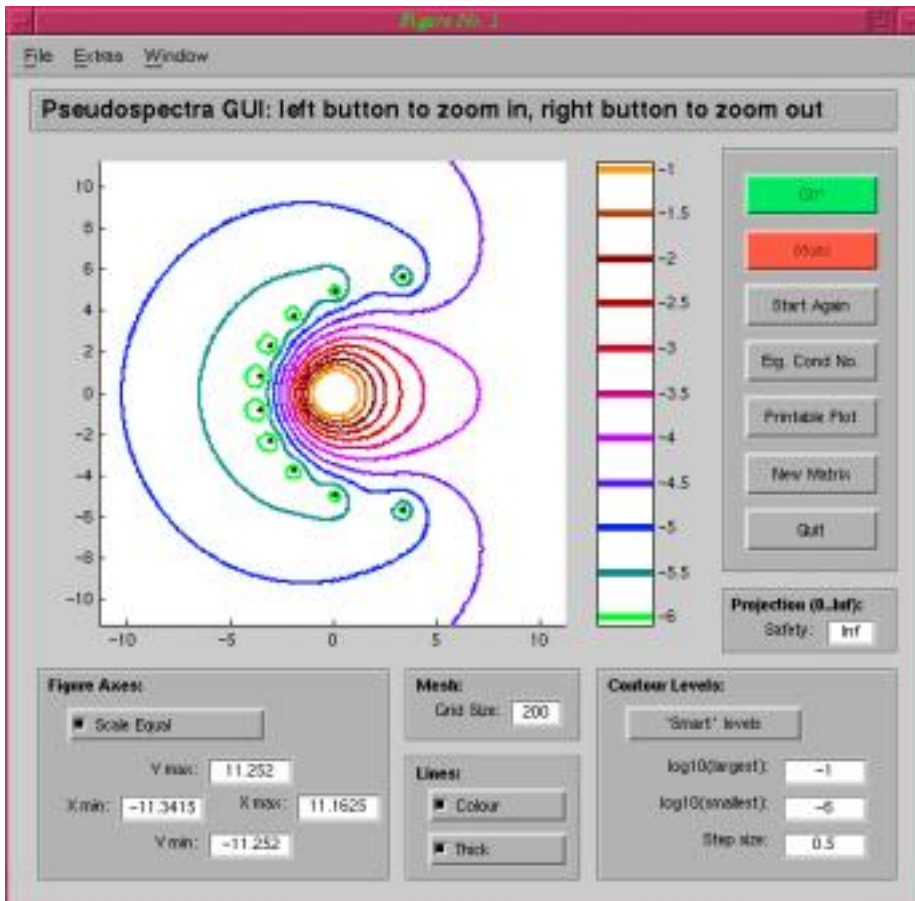 Figure No. 1
File Extras Window
Pseudospectra GUI: left button to zoom in, right button to zoom out
10
8
6
4
2
0
−2
−4
−6
−8
−10
−10 −5 0 5 10
−1
−1.5
−2
−2.5
−3
−3.5
−4
−4.5
−5
−5.5
−6
Start Again
Eig. Cond No.
Printable Plot
New Matrix
Quit
Projection (0..Inf):
Safety: Inf
Figure Axes:
Scale Equal
Y max: 11.252
X min: −11.3415 X max: 11.1625
Y min: −11.252
Mesh:
Grid Size: 200
Lines:
Colour
Thick
Contour Levels:
'Smart' levels
log10(largest): −1
log10(smallest): −6
Step size: 0.5